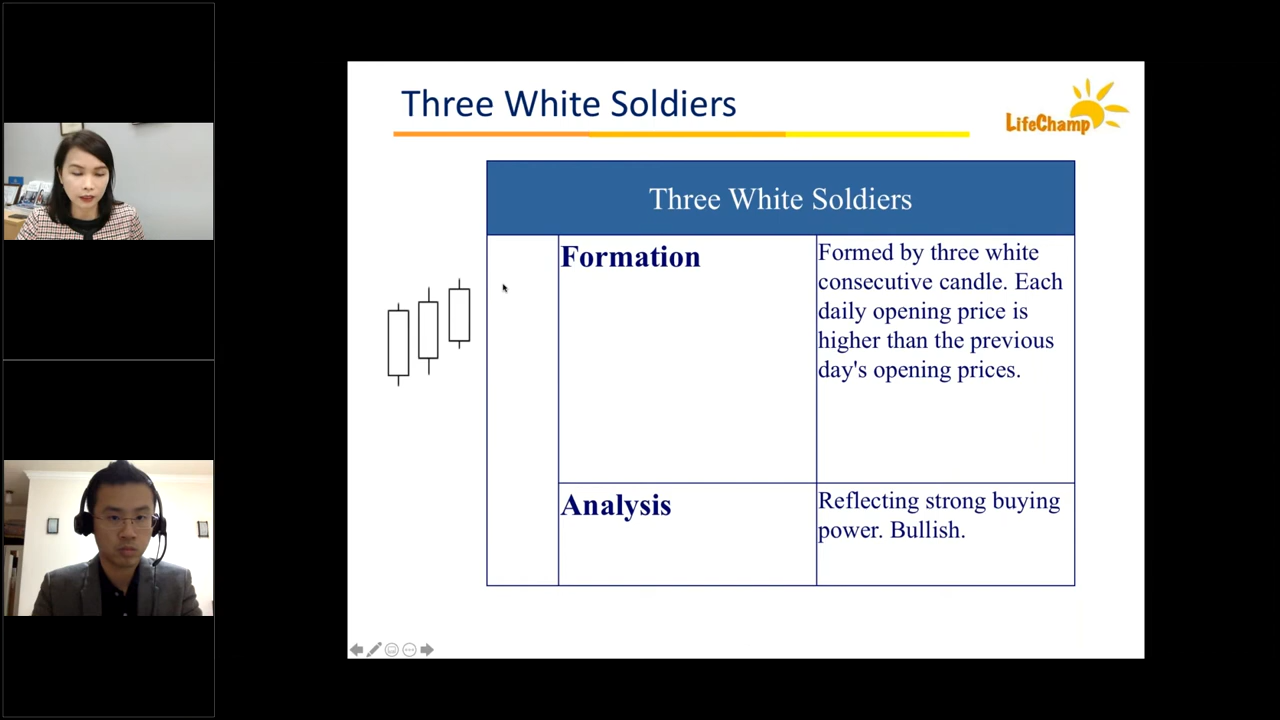 Three White Soldiers
LifeChamp
Three White Soldiers
Formation
Formed by three white
consecutive candle. Each
daily opening price is
higher than the previous
day's opening prices.
Analysis
Reflecting strong buying
power. Bullish.